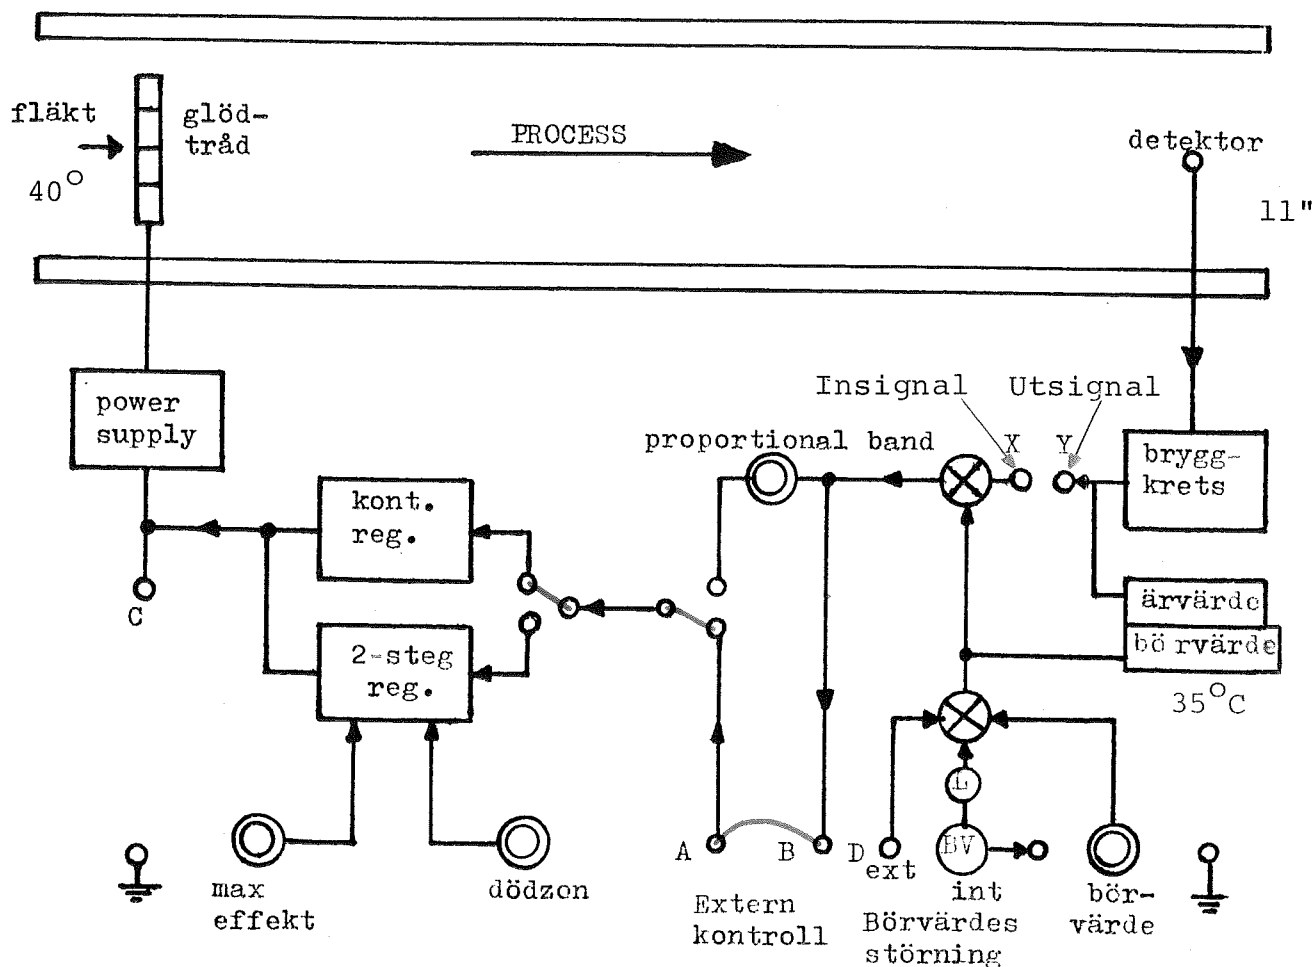 fläkt
glöd-
tråd
40°
PROCESS
detektor
11"
power
supply
Insignal
Utsignal
proportional band
X
Y
brygg-
krets
kont.
reg.
C
ärvärde
börvärde
35°C
2-steg
reg.
L
A
B
D
ext
BV
int
Börvärdes
störning
bör-
värde
max
effekt
dödzon
Extern
kontroll